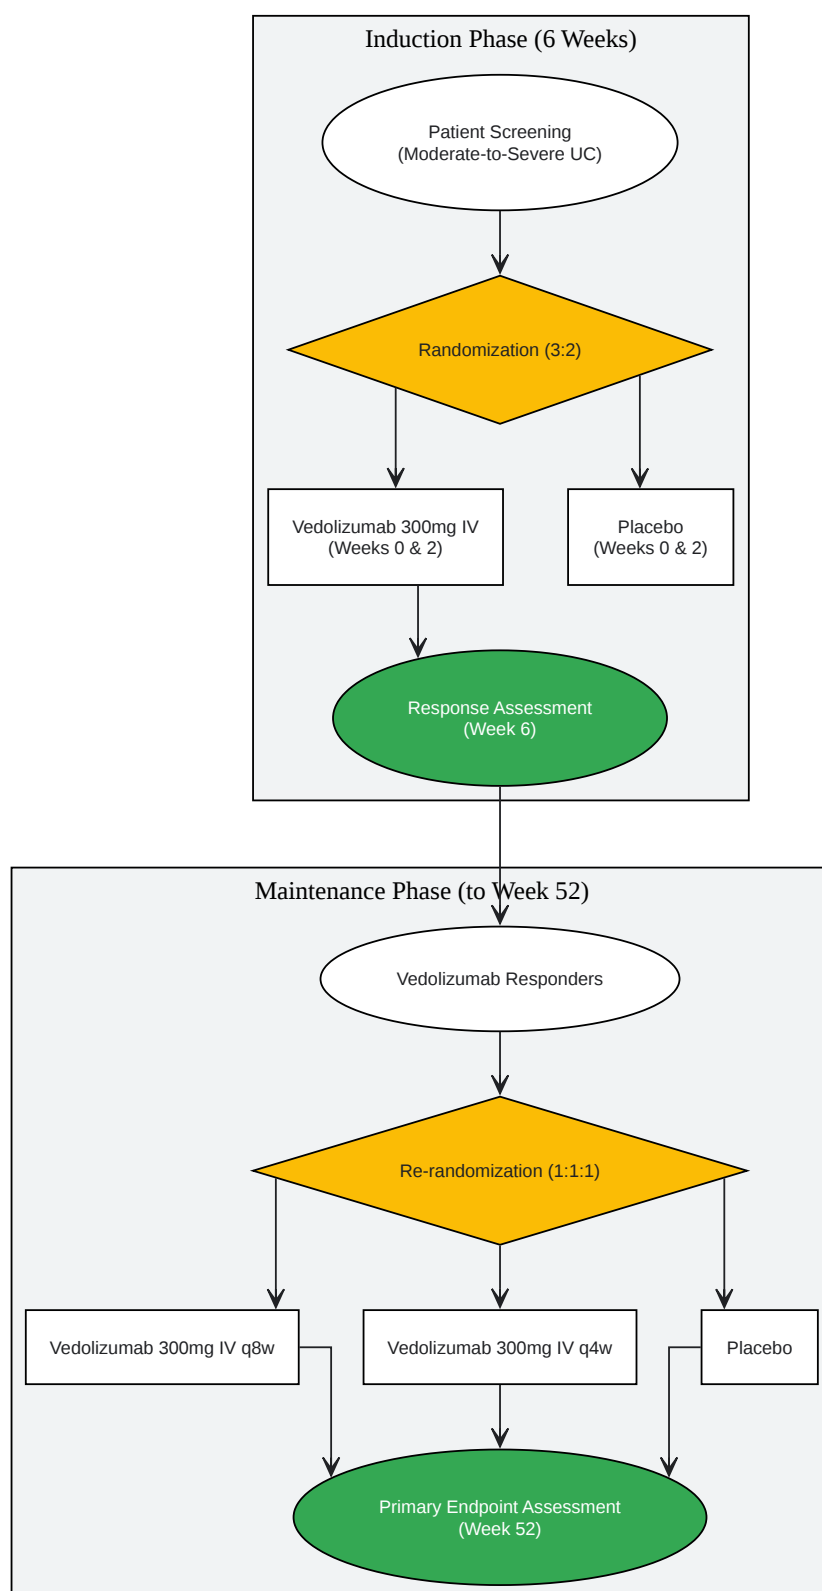 Induction Phase (6 Weeks)
Patient Screening
(Moderate-to-Severe UC)
Randomization (3:2)
Vedolizumab 300mg IV
(Weeks 0 & 2)
Placebo
(Weeks 0 & 2)
Response Assessment
(Week 6)
Maintenance Phase (to Week 52)
Vedolizumab Responders
Re-randomization (1:1:1)
Vedolizumab 300mg IV q8w
Vedolizumab 300mg IV q4w
Placebo
Primary Endpoint Assessment
(Week 52)